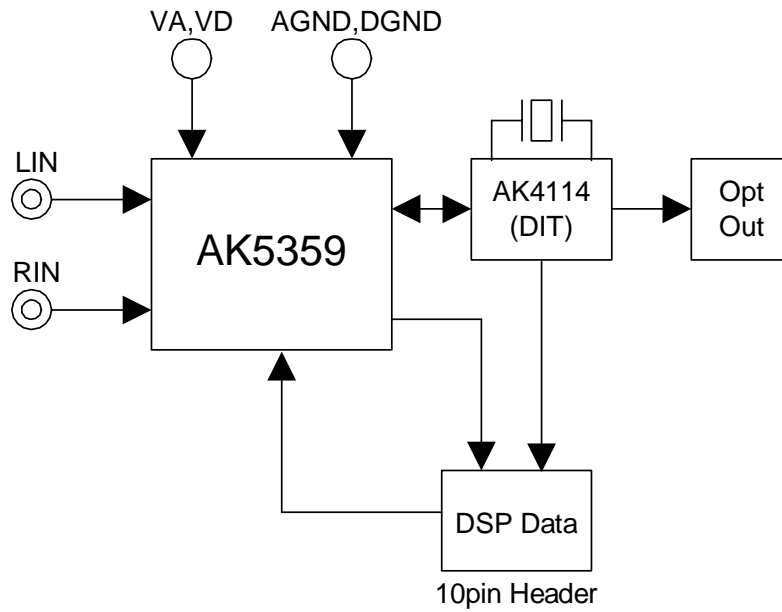 VA,VD
AGND,DGND
LIN
AK5359
AK4114
(DIT)
Opt
Out
RIN
DSP Data
10pin Header